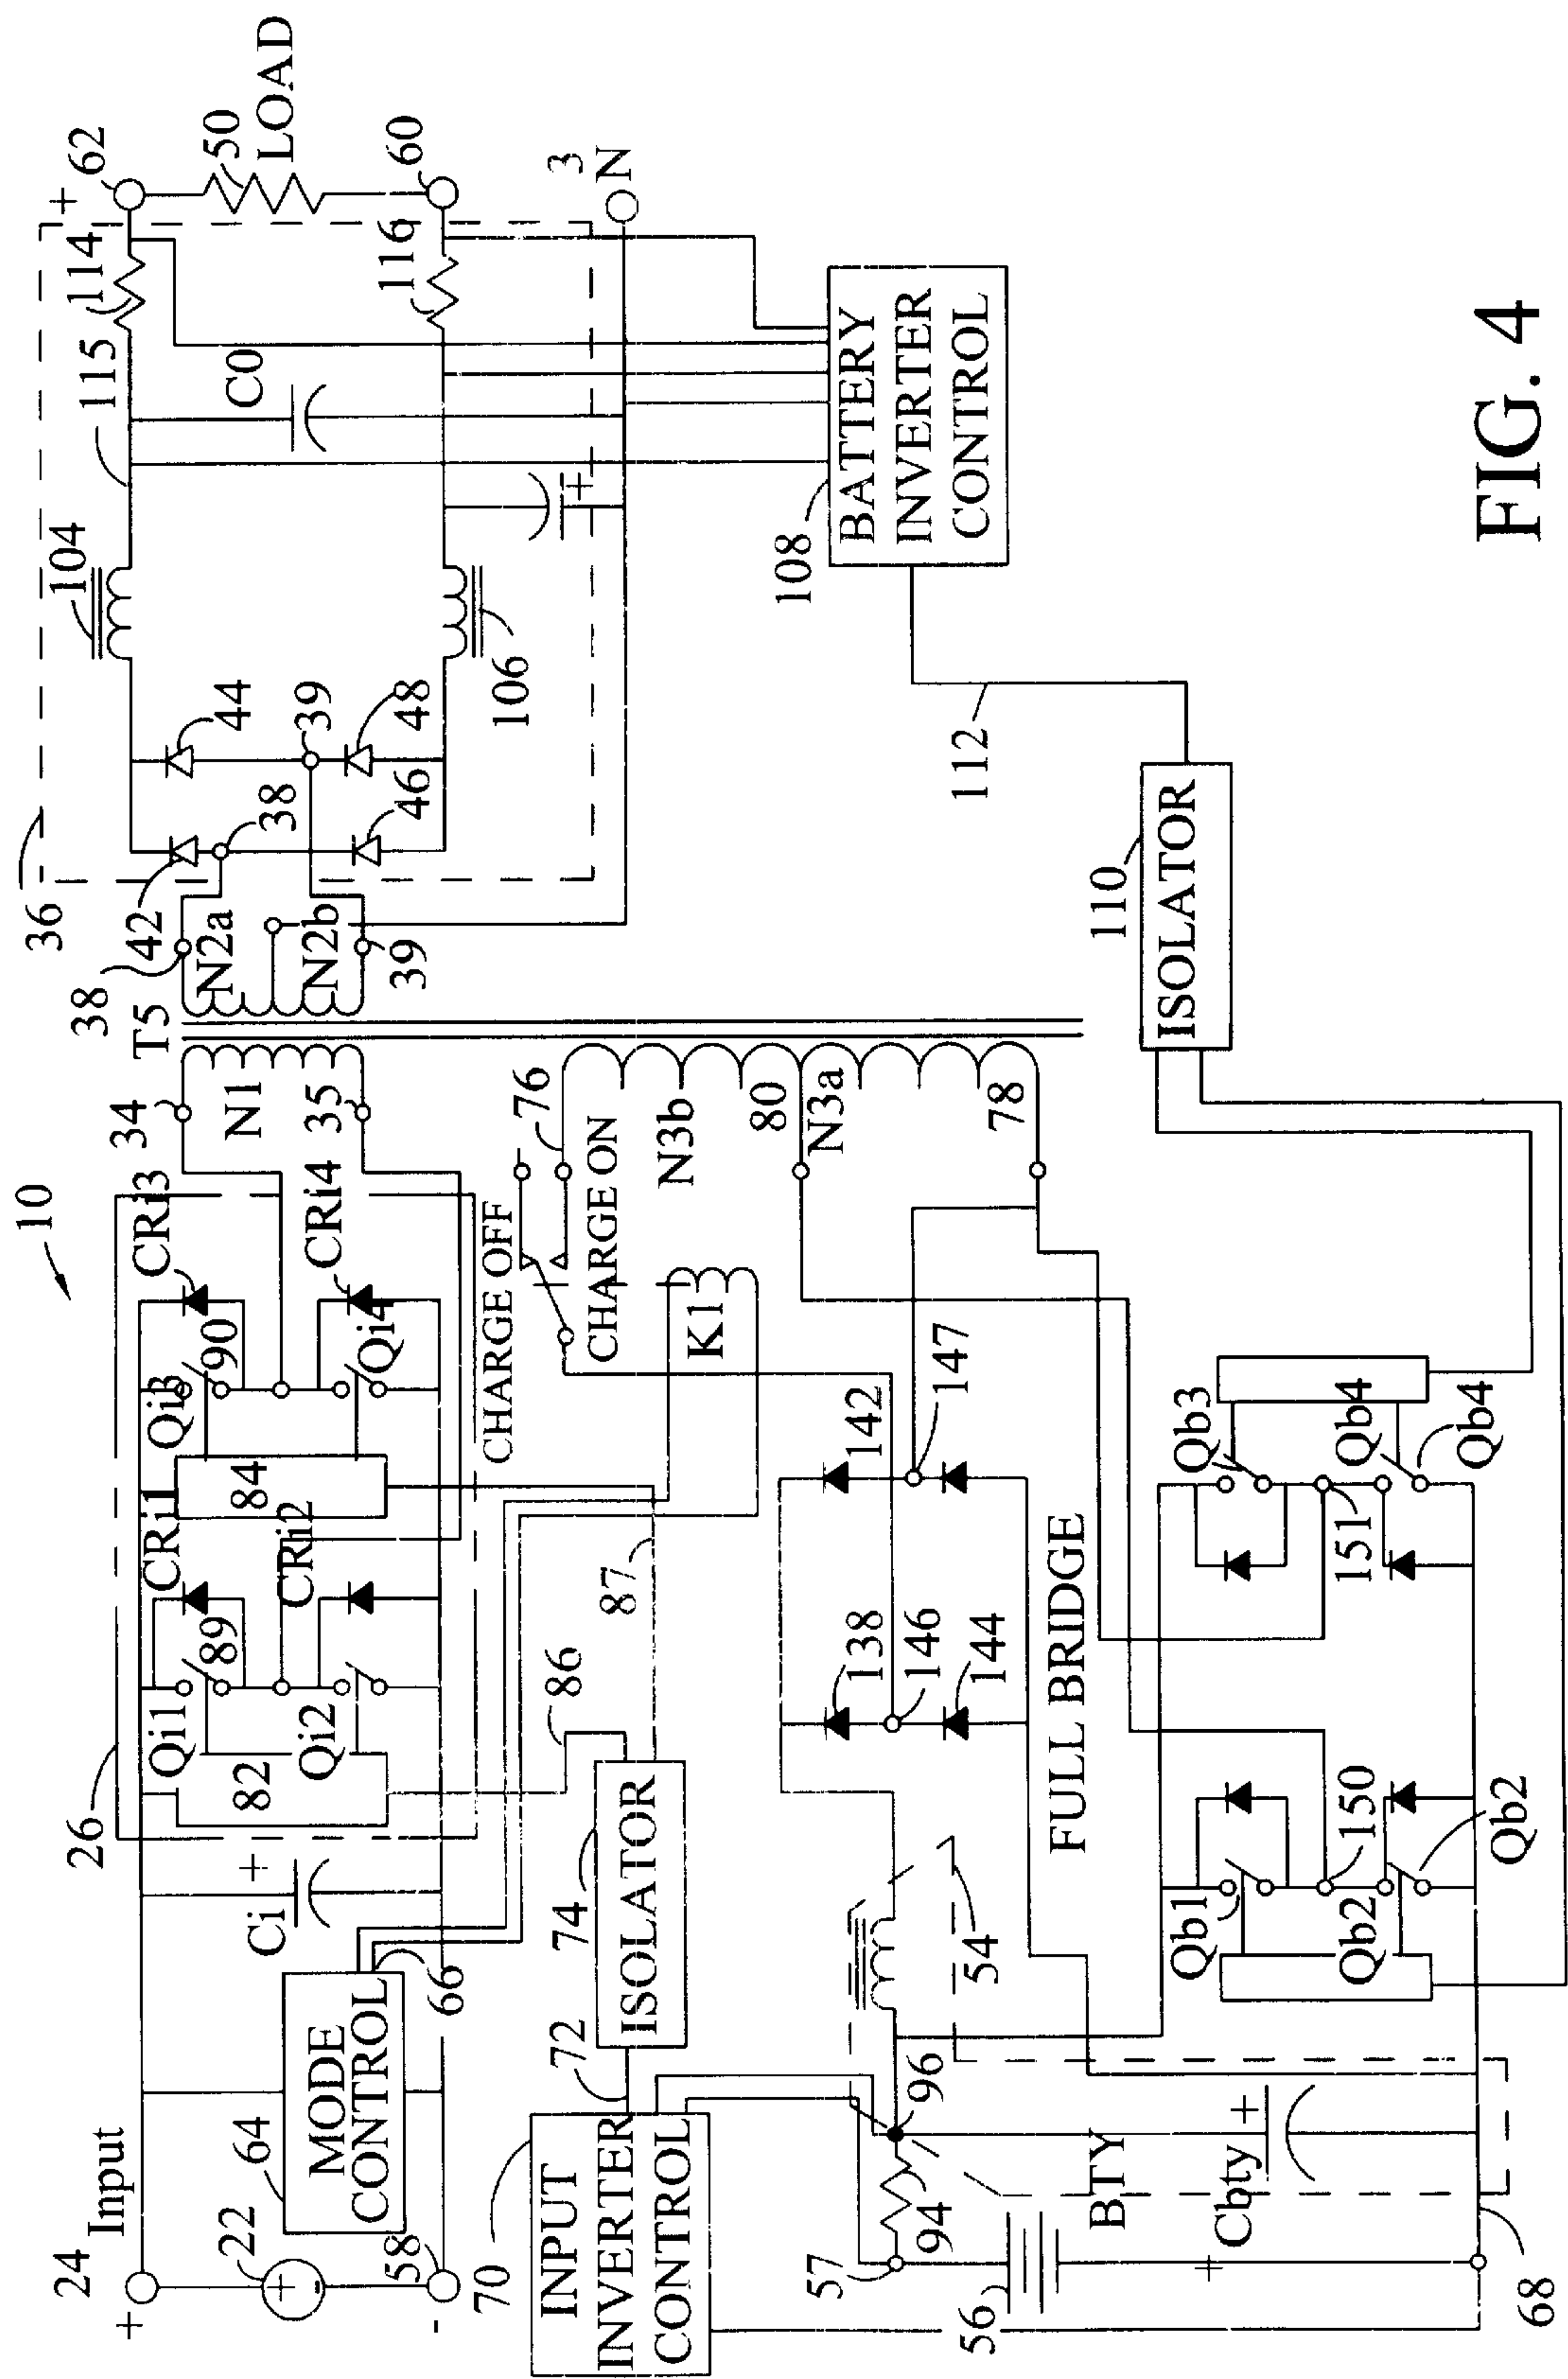 10
24 Input
+
22
+
-
58
-
64
MODE
CONTROL
66
Ci
+
26
Qi1
89
CRi1
82
Qi2
CRi2
84
Qi3
90
CRi3
Qi4
CRi4
34
N1
35
T5
38
42
N2a
N2b
39
36
38
44
39
46
48
104
106
115
C0
+
114
116
+
62
50
LOAD
60
3
N
70
INPUT
INVERTER
CONTROL
72
74
ISOLATOR
86
87
CHARGE OFF
CHARGE ON
K1
76
N3b
80
N3a
78
108
BATTERY
INVERTER
CONTROL
112
110
ISOLATOR
57
94
96
54
56
BTY
+
Cbty
+
68
138
146
144
142
147
FULL BRIDGE
Qb1
Qb2
150
Qb2
Qb3
151
Qb4
Qb4
FIG. 4